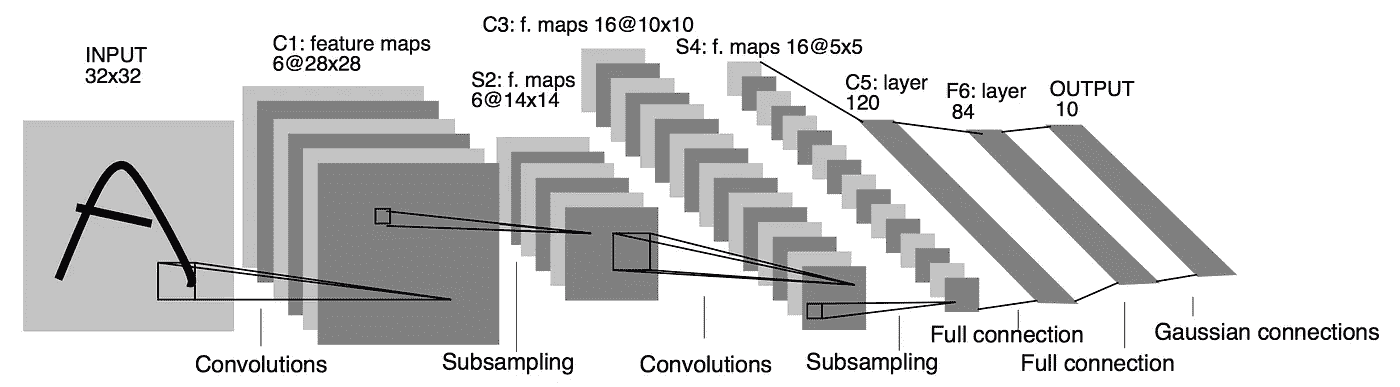 INPUT
32x32
C1: feature maps
6@28x28
S2: f. maps
6@14x14
C3: f. maps 16@10x10
S4: f. maps 16@5x5
C5: layer
120
F6: layer
84
OUTPUT
10
Convolutions
Subsampling
Convolutions
Subsampling
Full connection
Full connection
Gaussian connections